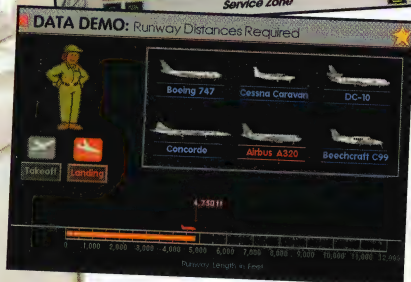 Service Zone
DATA DEMO: Runway Distances Required
Boeing 747
Cessna Caravan
DC-10
Concorde
Airbus A320
Beechcraft C99
Takeoff
Landing
4,750 ft
0 1,000 2,000 3,000 4,000 5,000 6,000 7,000 8,000 9,000 10,000 11,000 12,000
Runway Length in Feet